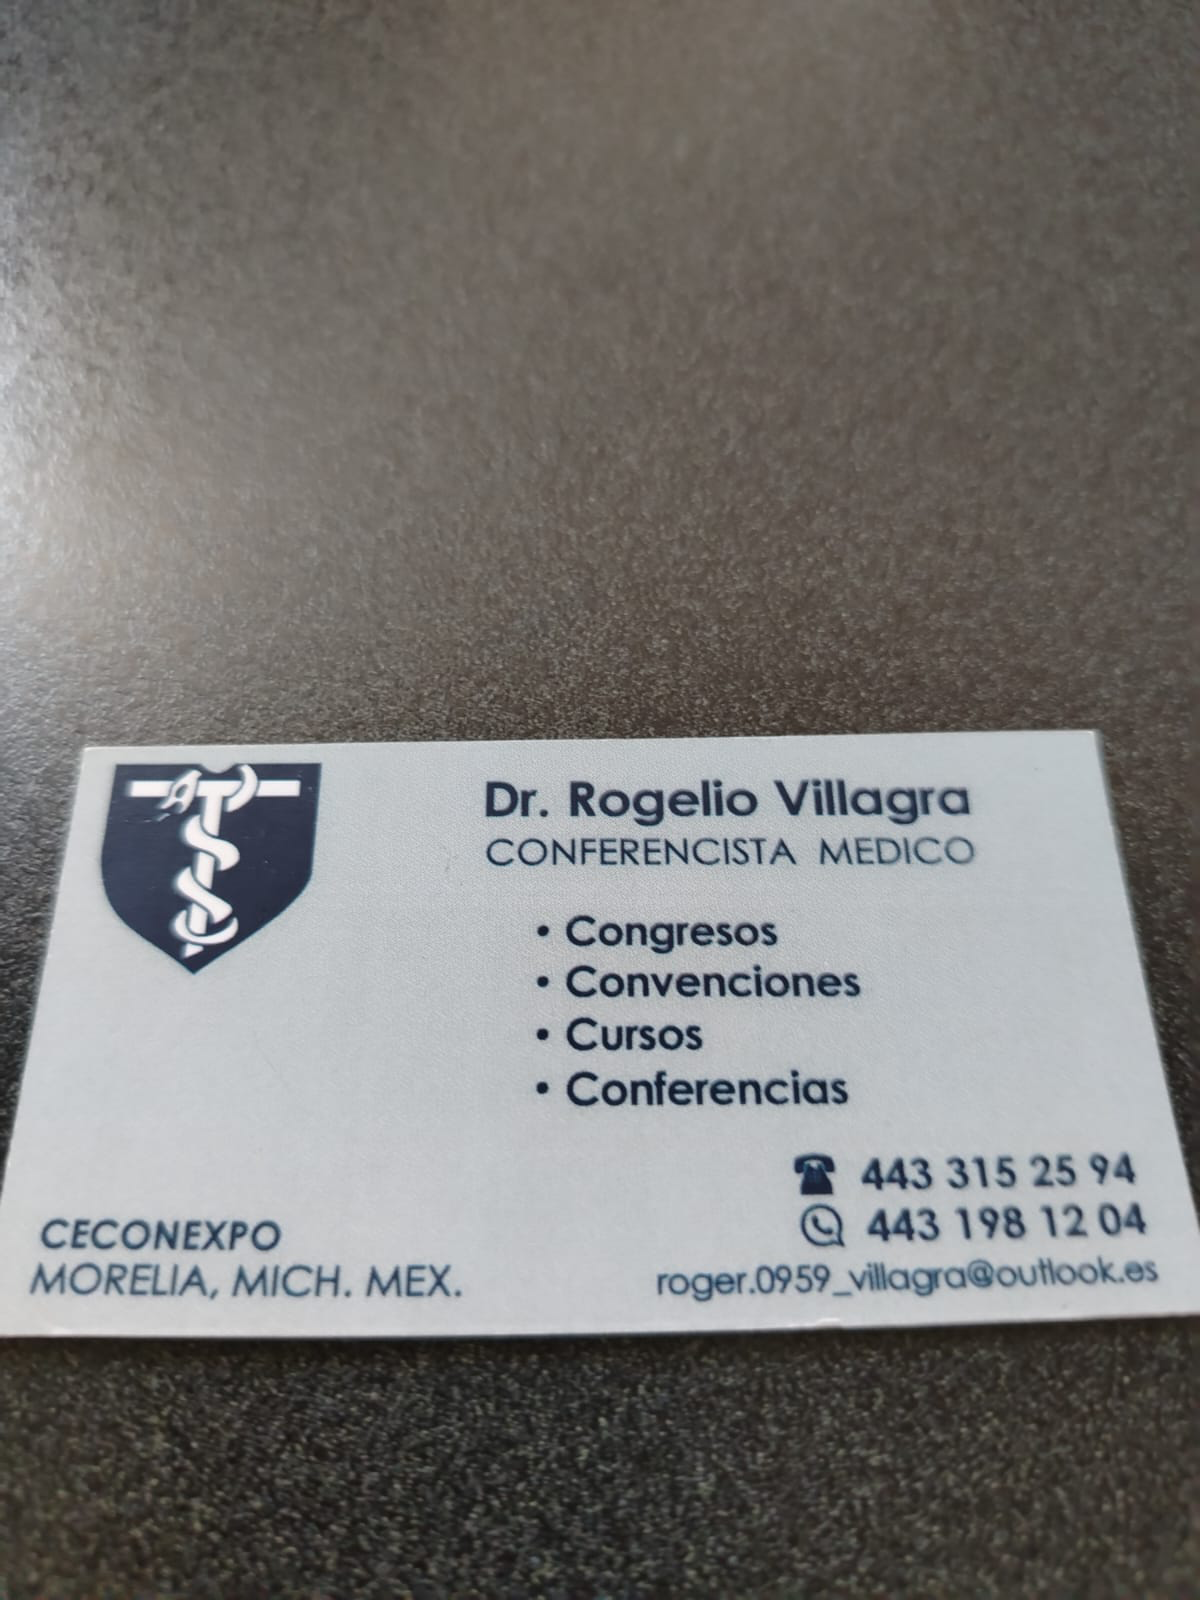 Dr. Rogelio Villagra
CONFERENCISTA MEDICO
• Congresos
• Convenciones
• Cursos
• Conferencias
443 315 25 94
443 198 12 04
roger.0959_villagra@outlook.es
CECONEXPO
MORELIA, MICH. MEX.